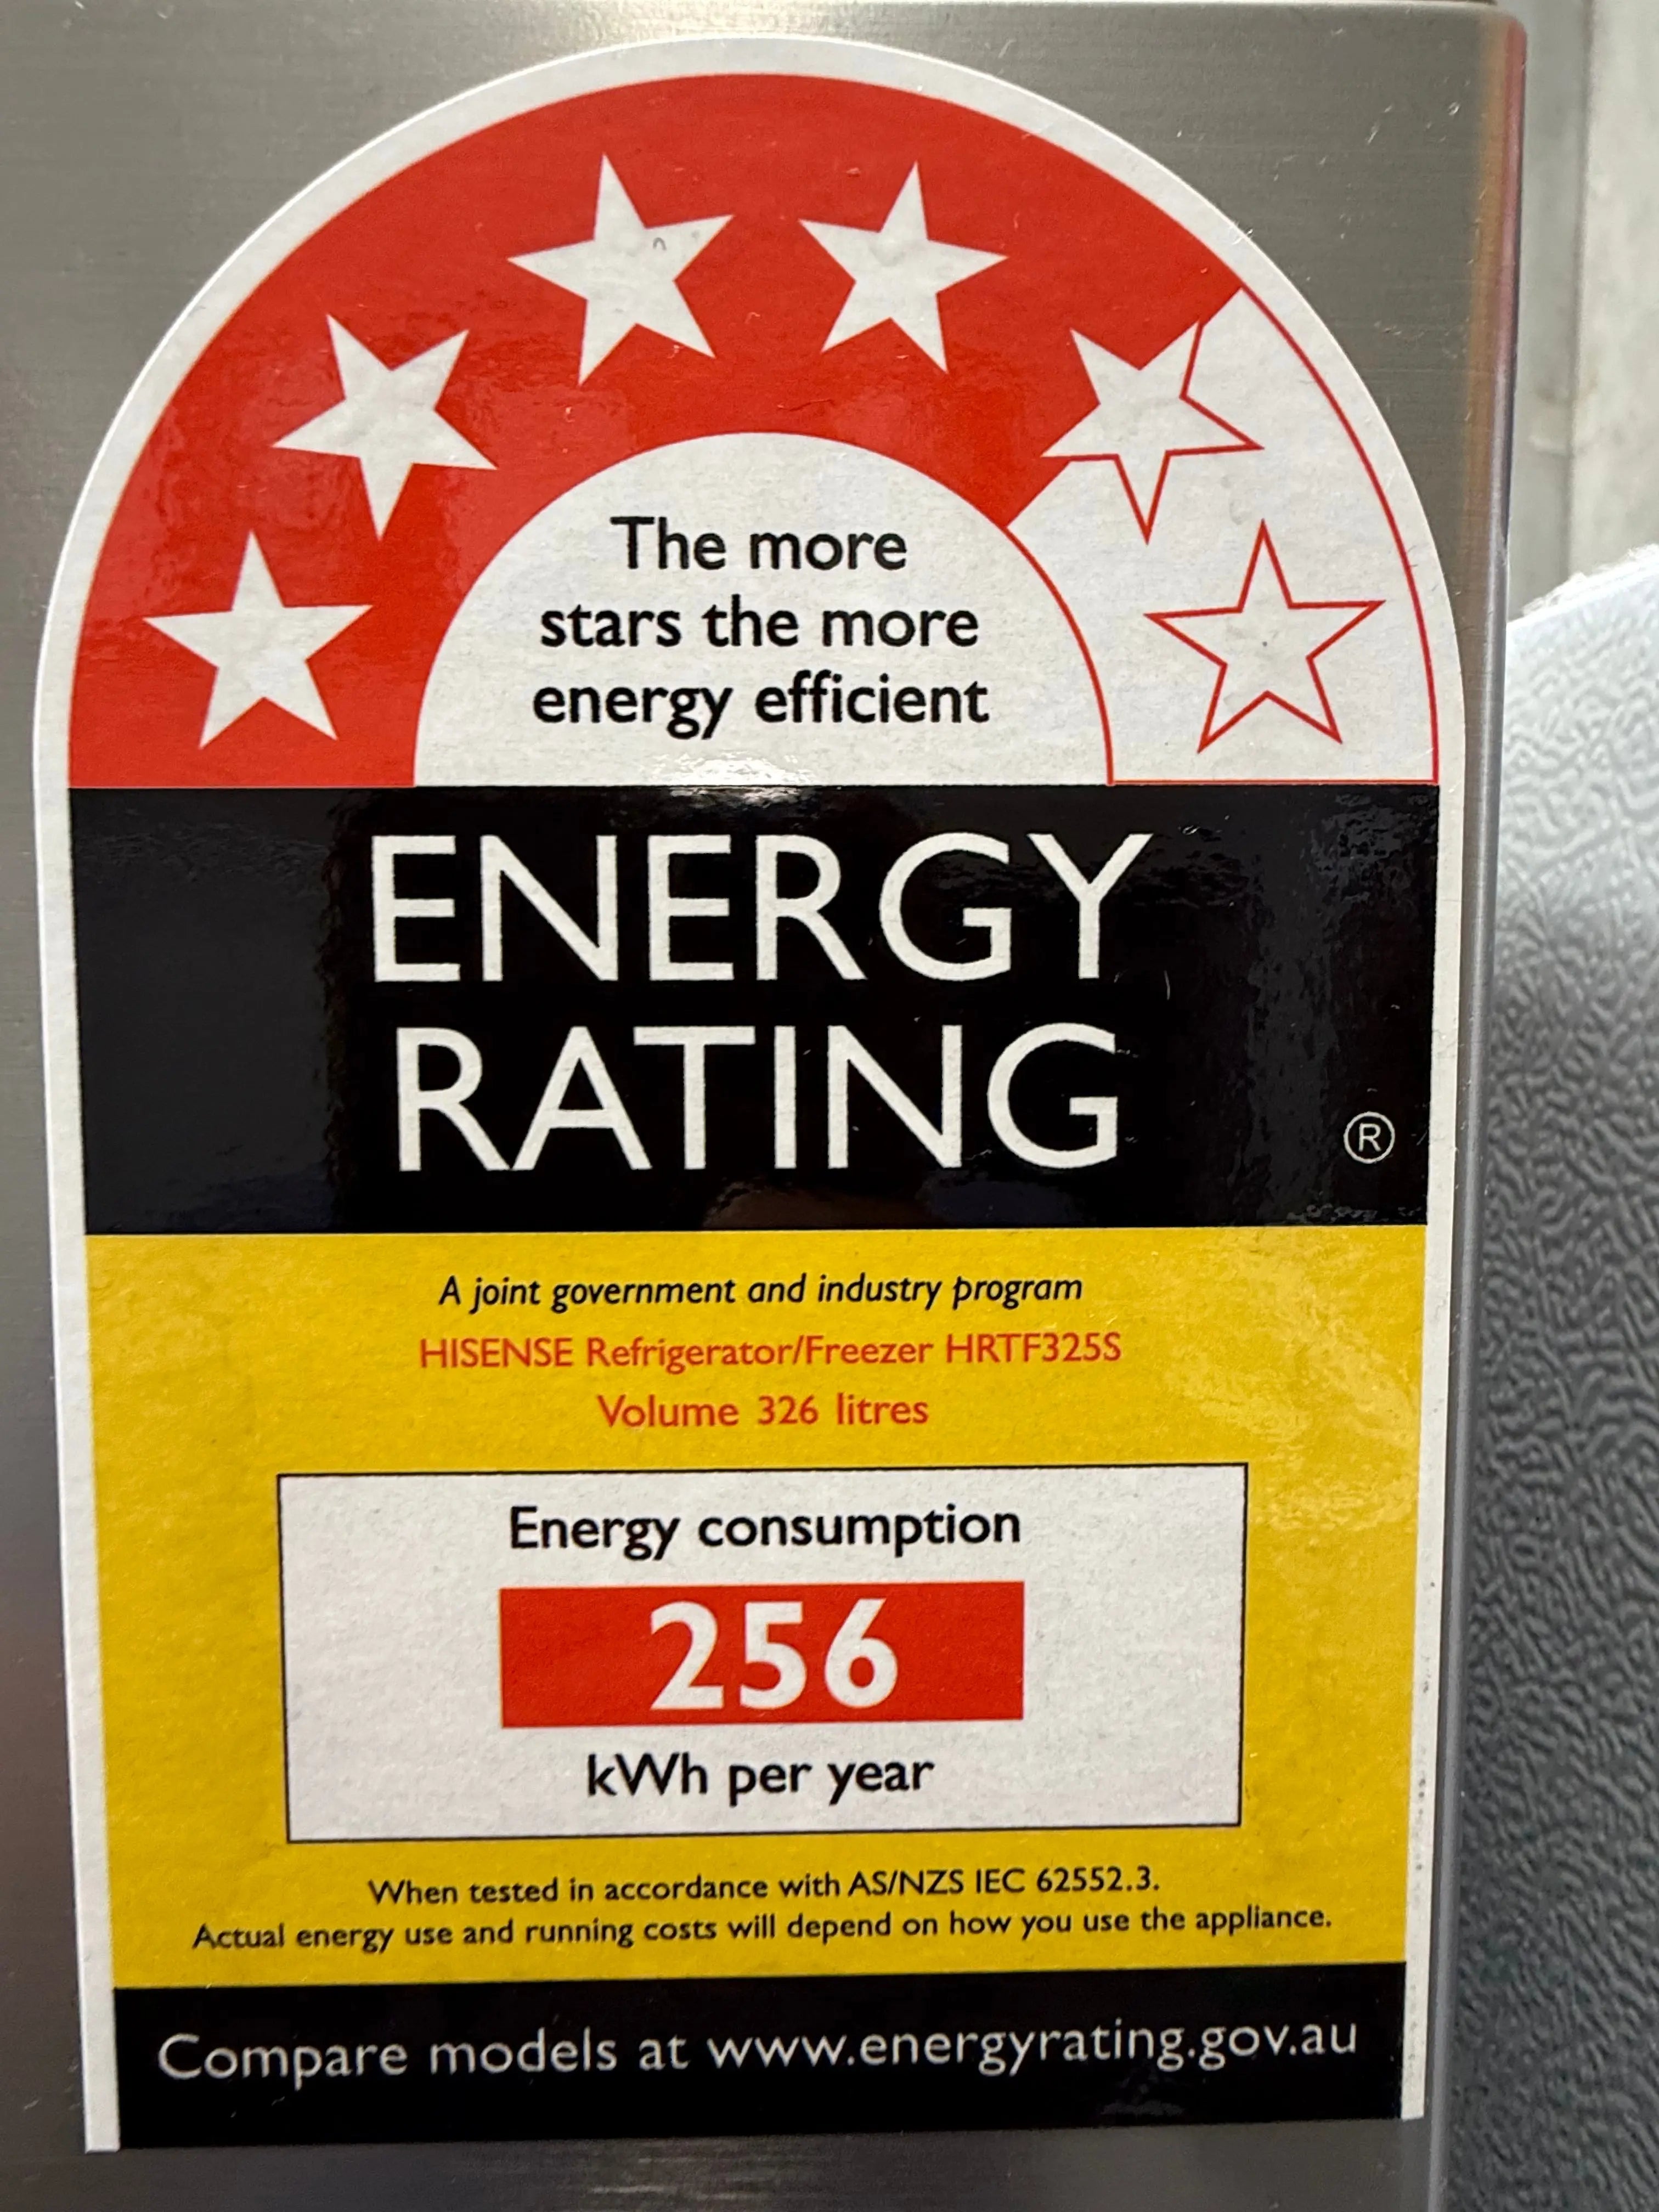 The more
stars the more
energy efficient
ENERGY
RATING
®
A joint government and industry program
HISENSE Refrigerator/Freezer HRTF325S
Volume 326 litres
Energy consumption
256
kWh per year
When tested in accordance with AS/NZS IEC 62552.3.
Actual energy use and running costs will depend on how you use the appliance.
Compare models at www.energyrating.gov.au